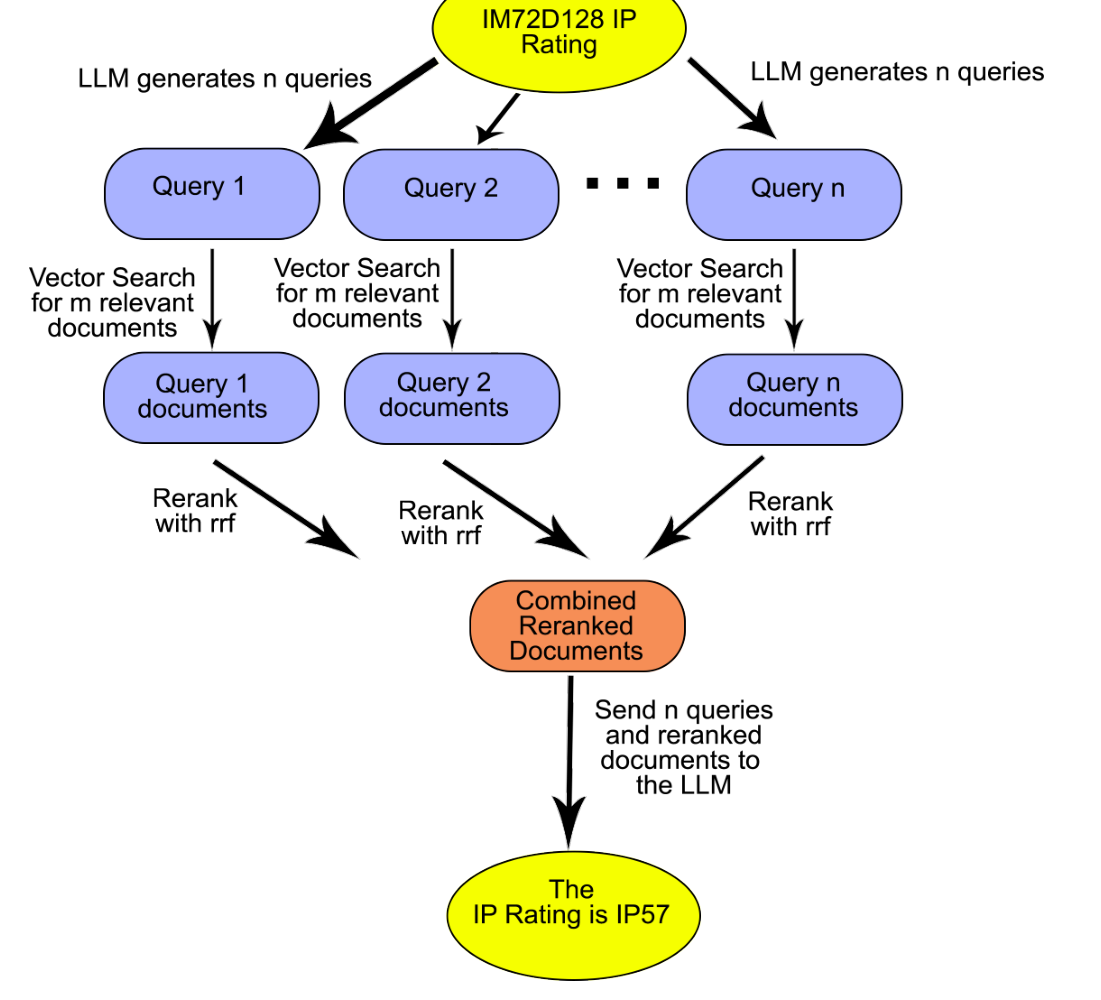 IM72D128 IP
Rating
LLM generates n queries
LLM generates n queries
Query 1
Query 2
Query n
Vector Search
for m relevant
documents
Vector Search
for m relevant
documents
Vector Search
for m relevant
documents
Query 1
documents
Query 2
documents
Query n
documents
Rerank
with rrf
Rerank
with rrf
Rerank
with rrf
Combined
Reranked
Documents
Send n queries
and reranked
documents to
the LLM
The
IP Rating is IP57